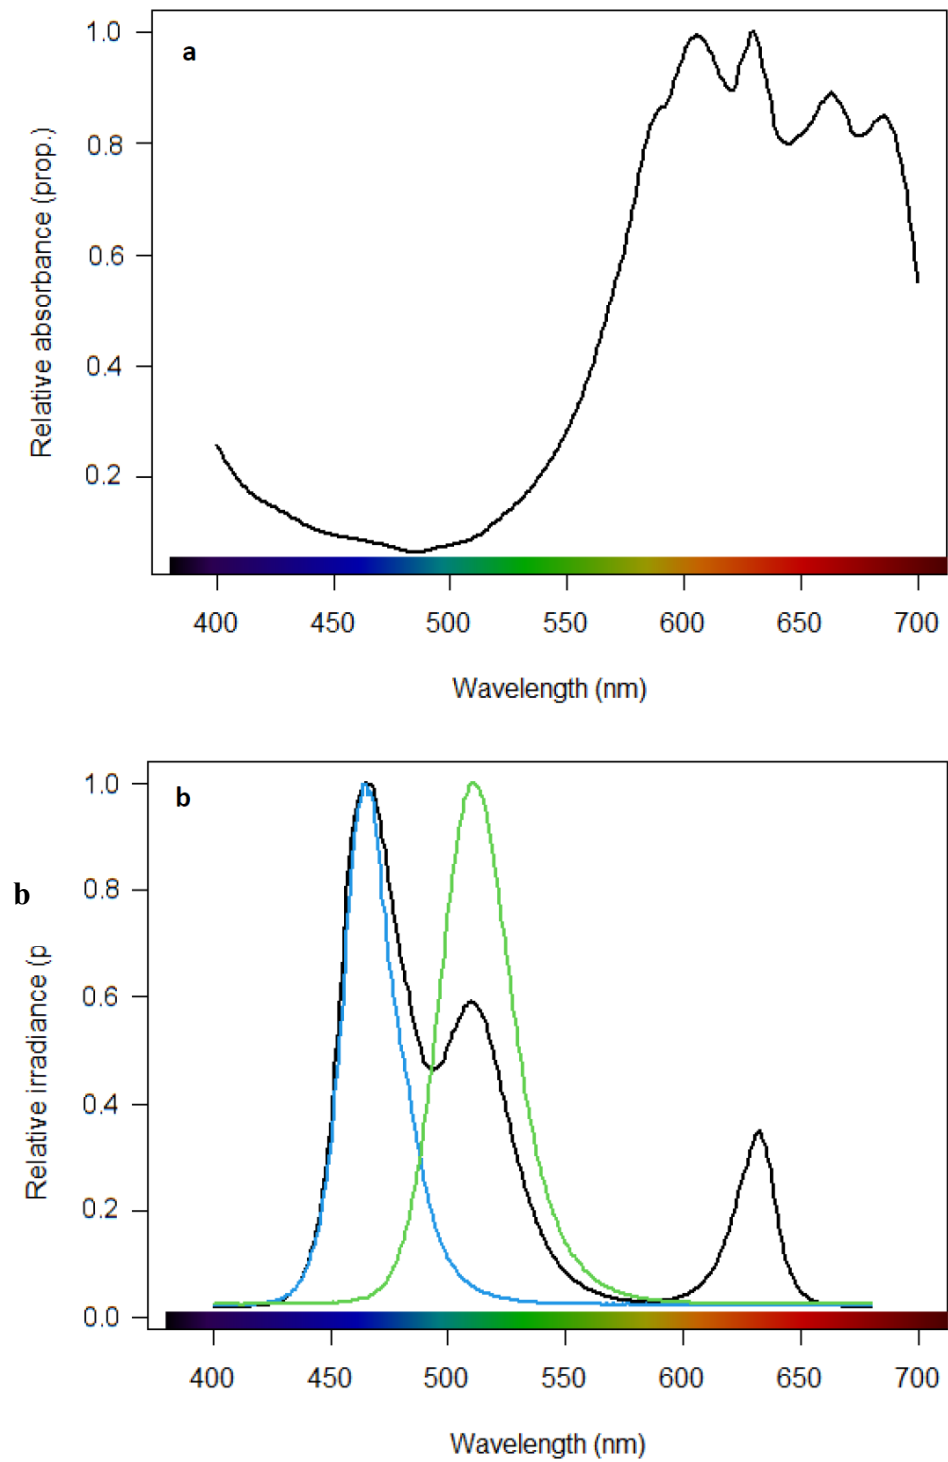 a
1.0
0.8
0.6
0.4
0.2
Relative absorbance (prop.)
400 450 500 550 600 650 700
Wavelength (nm)
b
b
1.0
0.8
0.6
0.4
0.2
0.0
Relative irradiance (p
400 450 500 550 600 650 700
Wavelength (nm)